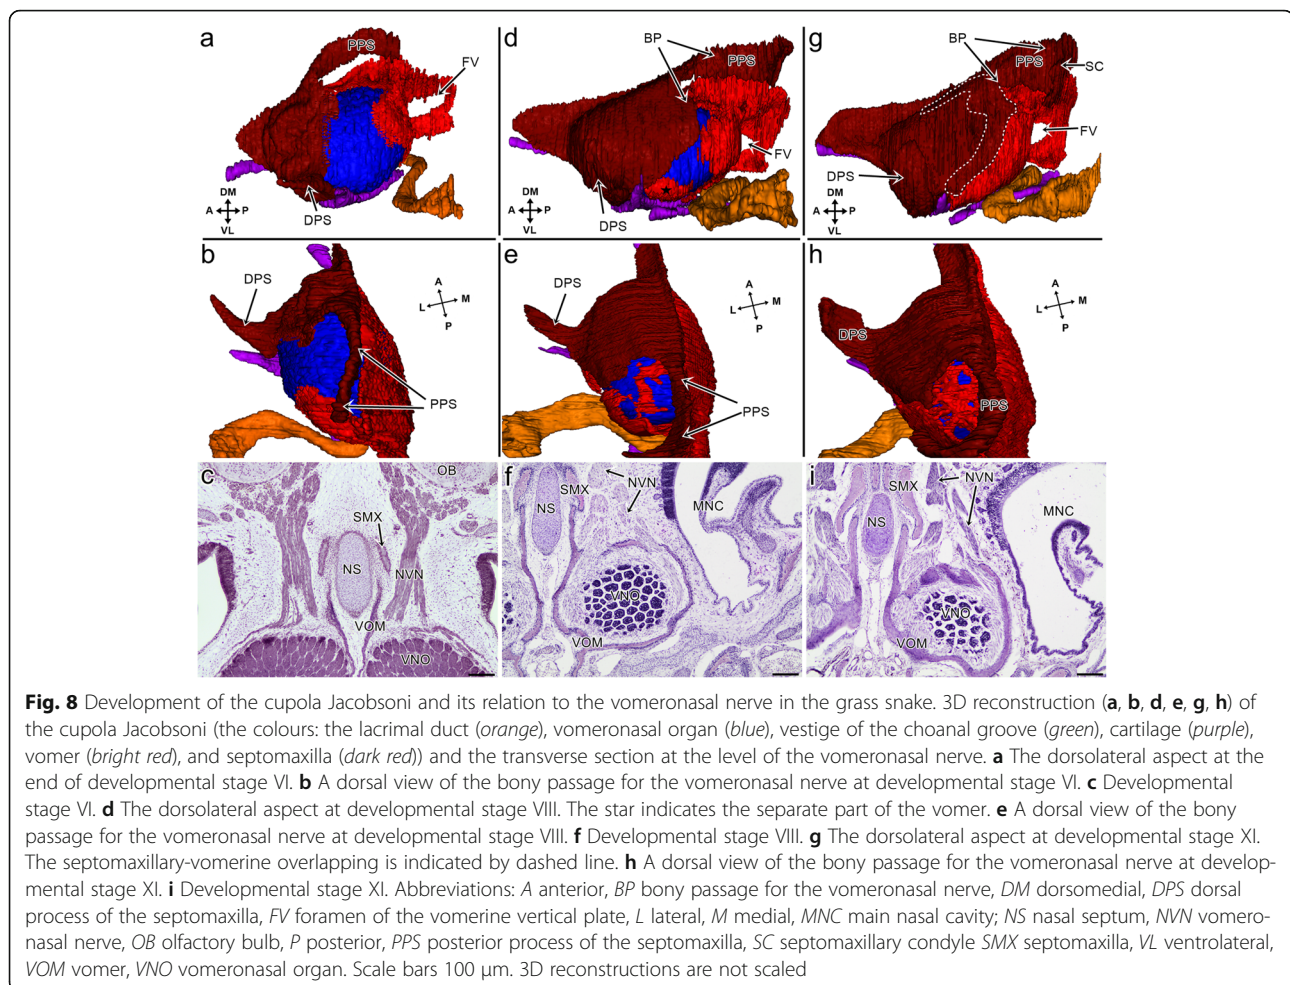 a
PPS
FV
DPS
DM
A
P
VL
d
BP
PPS
FV
DPS
DM
A
P
VL
g
BP
PPS
SC
FV
DPS
DM
A
P
VL
b
DPS
A
L
M
P
PPS
e
DPS
A
L
M
P
PPS
h
DPS
A
L
M
P
PPS
c
OB
SMX
NS
NVN
VOM
VNO
f
NS
SMX
NVN
MNC
VNO
VOM
i
NS
SMX
NVN
MNC
VNO
VOM
Fig. 8 Development of the cupola Jacobsoni and its relation to the vomeronasal nerve in the grass snake. 3D reconstruction (a, b, d, e, g, h) of
the cupola Jacobsoni (the colours: the lacrimal duct (orange), vomeronasal organ (blue), vestige of the choanal groove (green), cartilage (purple),
vomer (bright red), and septomaxilla (dark red)) and the transverse section at the level of the vomeronasal nerve. a The dorsolateral aspect at the
end of developmental stage VI. b A dorsal view of the bony passage for the vomeronasal nerve at developmental stage VI. c Developmental
stage VI. d The dorsolateral aspect at developmental stage VIII. The star indicates the separate part of the vomer. e A dorsal view of the bony
passage for the vomeronasal nerve at developmental stage VIII. f Developmental stage VIII. g The dorsolateral aspect at developmental stage XI.
The septomaxillary-vomerine overlapping is indicated by dashed line. h A dorsal view of the bony passage for the vomeronasal nerve at develop-
mental stage XI. i Developmental stage XI. Abbreviations: A anterior, BP bony passage for the vomeronasal nerve, DM dorsomedial, DPS dorsal
process of the septomaxilla, FV foramen of the vomerine vertical plate, L lateral, M medial, MNC main nasal cavity; NS nasal septum, NVN vomero-
nasal nerve, OB olfactory bulb, P posterior, PPS posterior process of the septomaxilla, SC septomaxillary condyle SMX septomaxilla, VL ventrolateral,
VOM vomer, VNO vomeronasal organ. Scale bars 100 μm. 3D reconstructions are not scaled